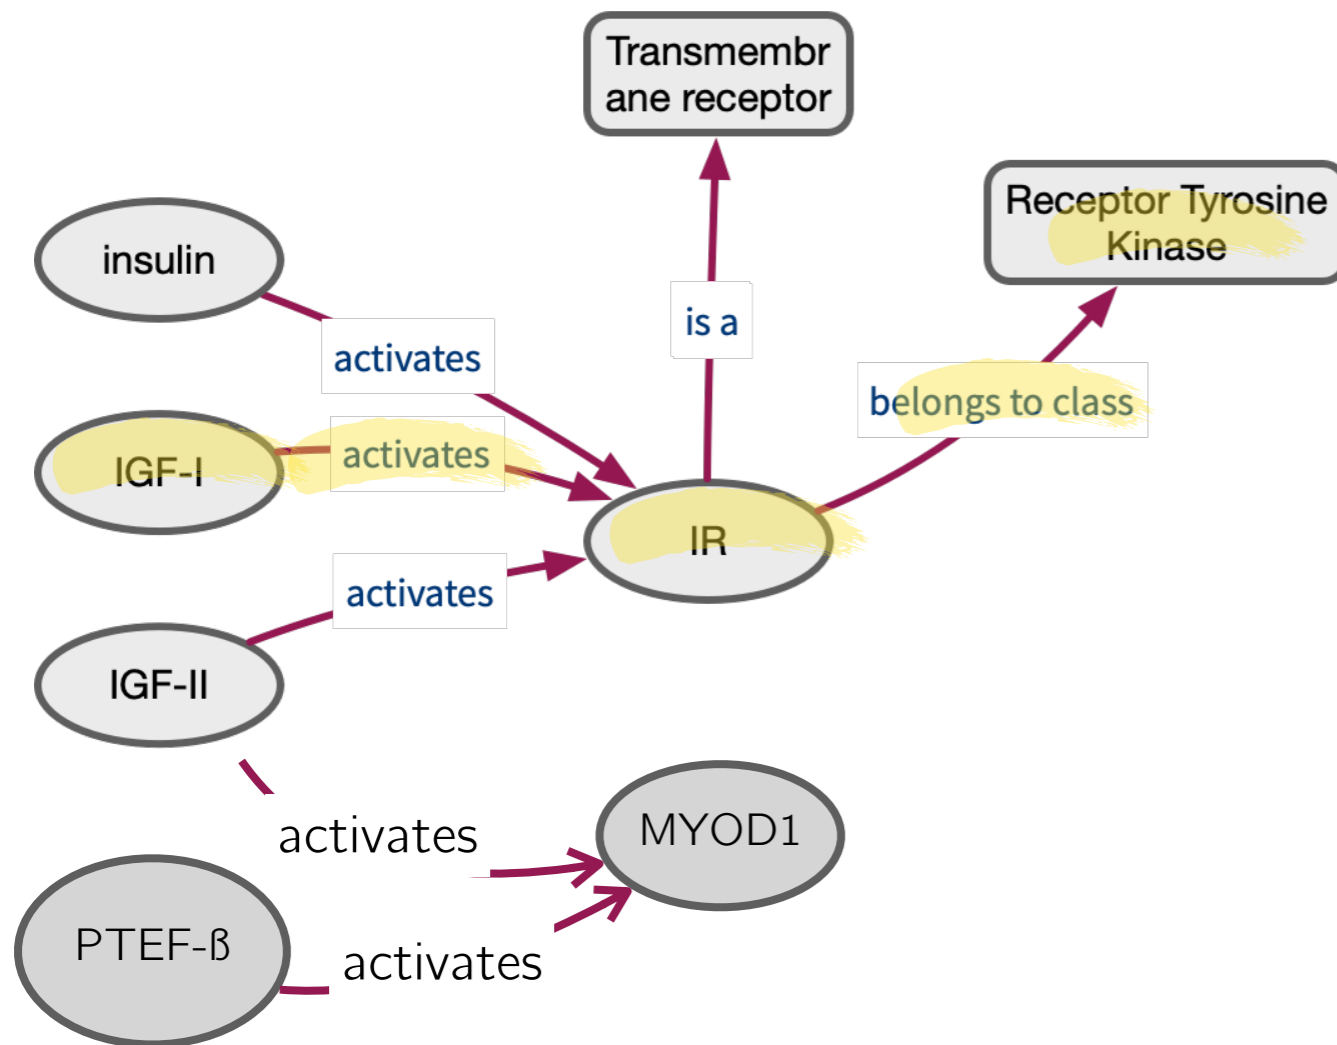 Transmembr
ane receptor
Receptor Tyrosine
Kinase
insulin
is a
activates
belongs to class
activates
IGF-I
IR
activates
IGF-II
activates
MYOD1
PTEF-ß
activates